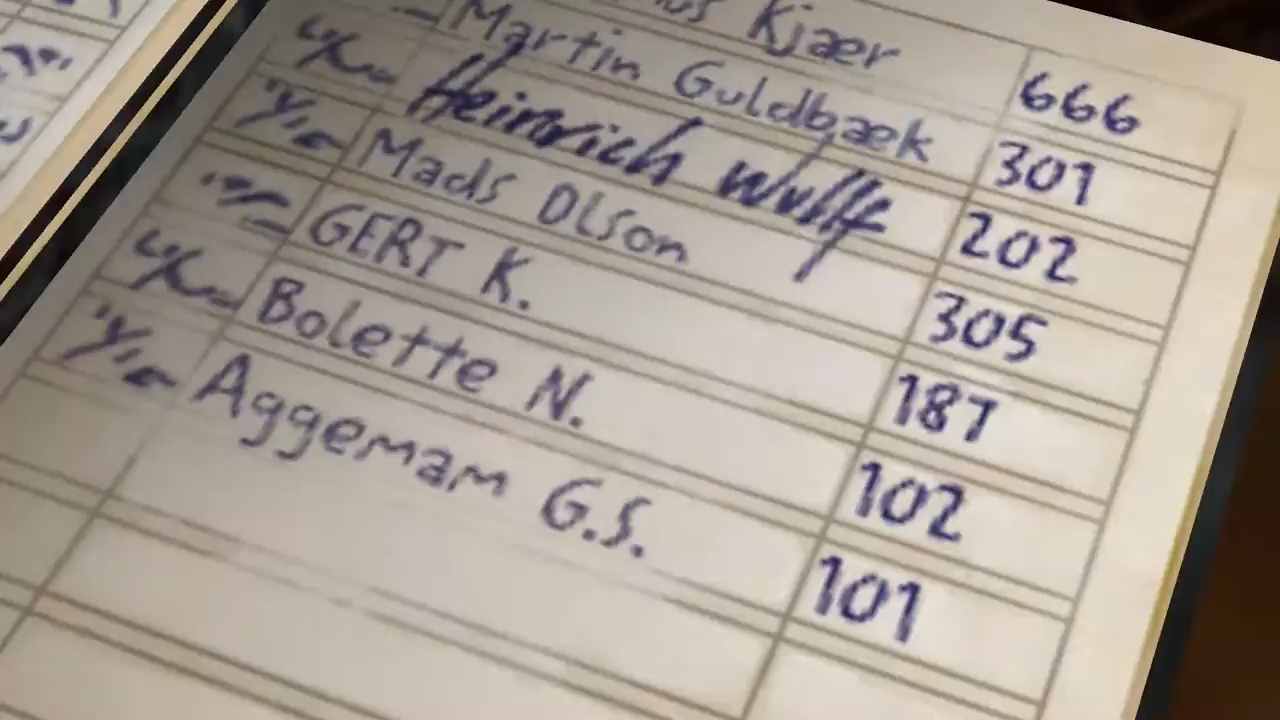 Kjær 666
Martin Guldbæk 301
Heinrich Wulff 202
Mads Olson 305
GERT K. 187
Bolette N. 102
Aggemam G.S. 101